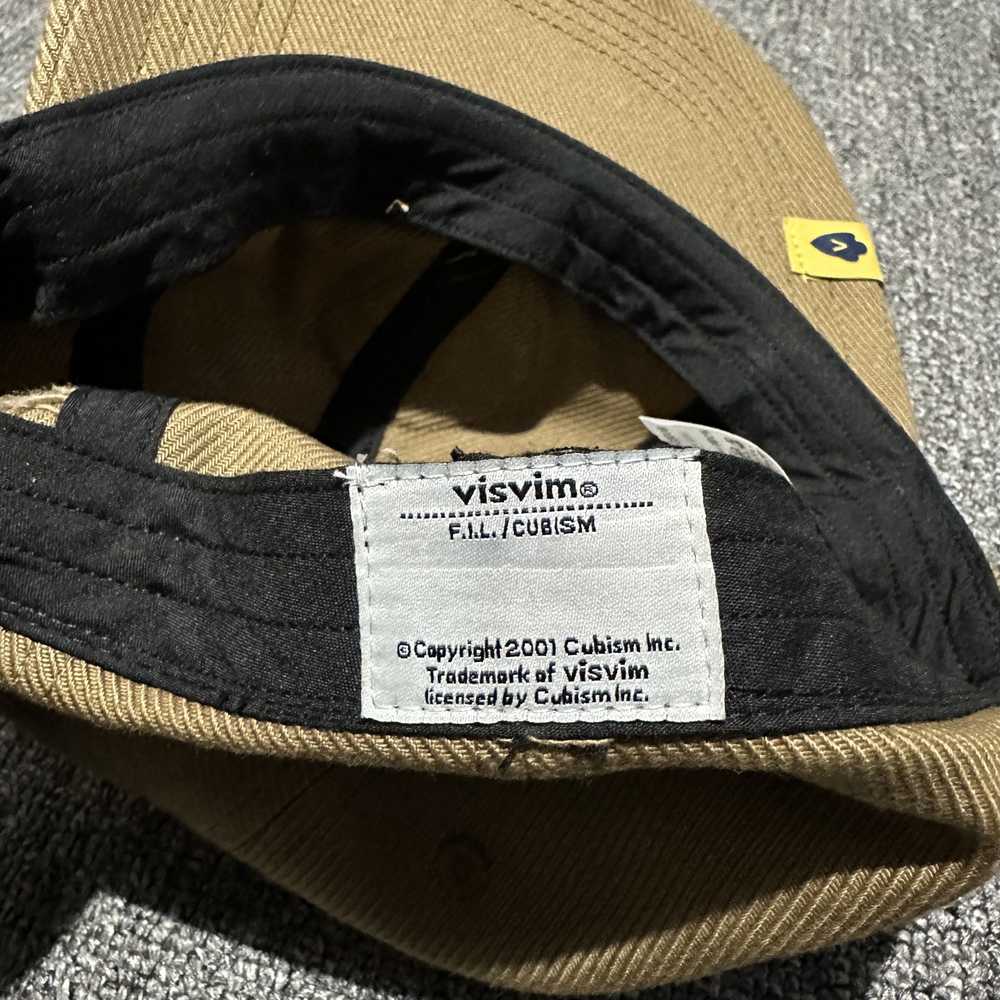 visvim®
F.I.L./CUBISM
© Copyright 2001 Cubism Inc.
Trademark of visvim
licensed by Cubism Inc.
V